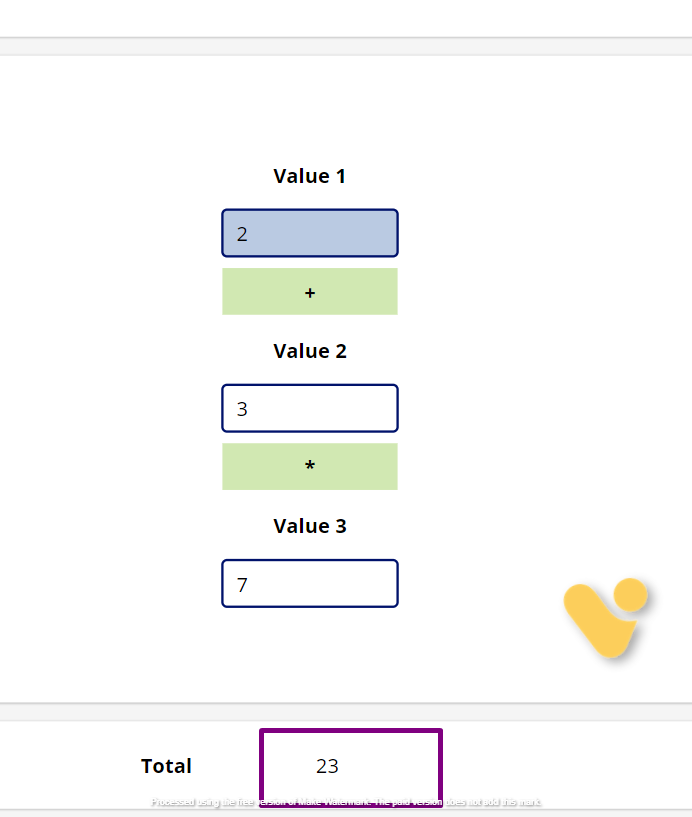 Value 1
2
+
Value 2
3
*
Value 3
7
Total 23
Processed using the free version of Make Watermark. The paid version does not add this mark.